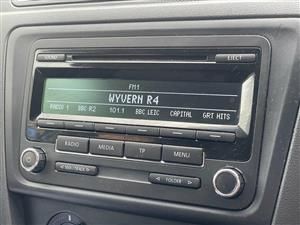 SOUND
EJECT
FM1
WYVERN R4
RADIO 1 BBC R2 101.1 BBC LEIC CAPITAL GRT HITS
RADIO MEDIA TP MENU
SEEK/TRACK
FOLDER